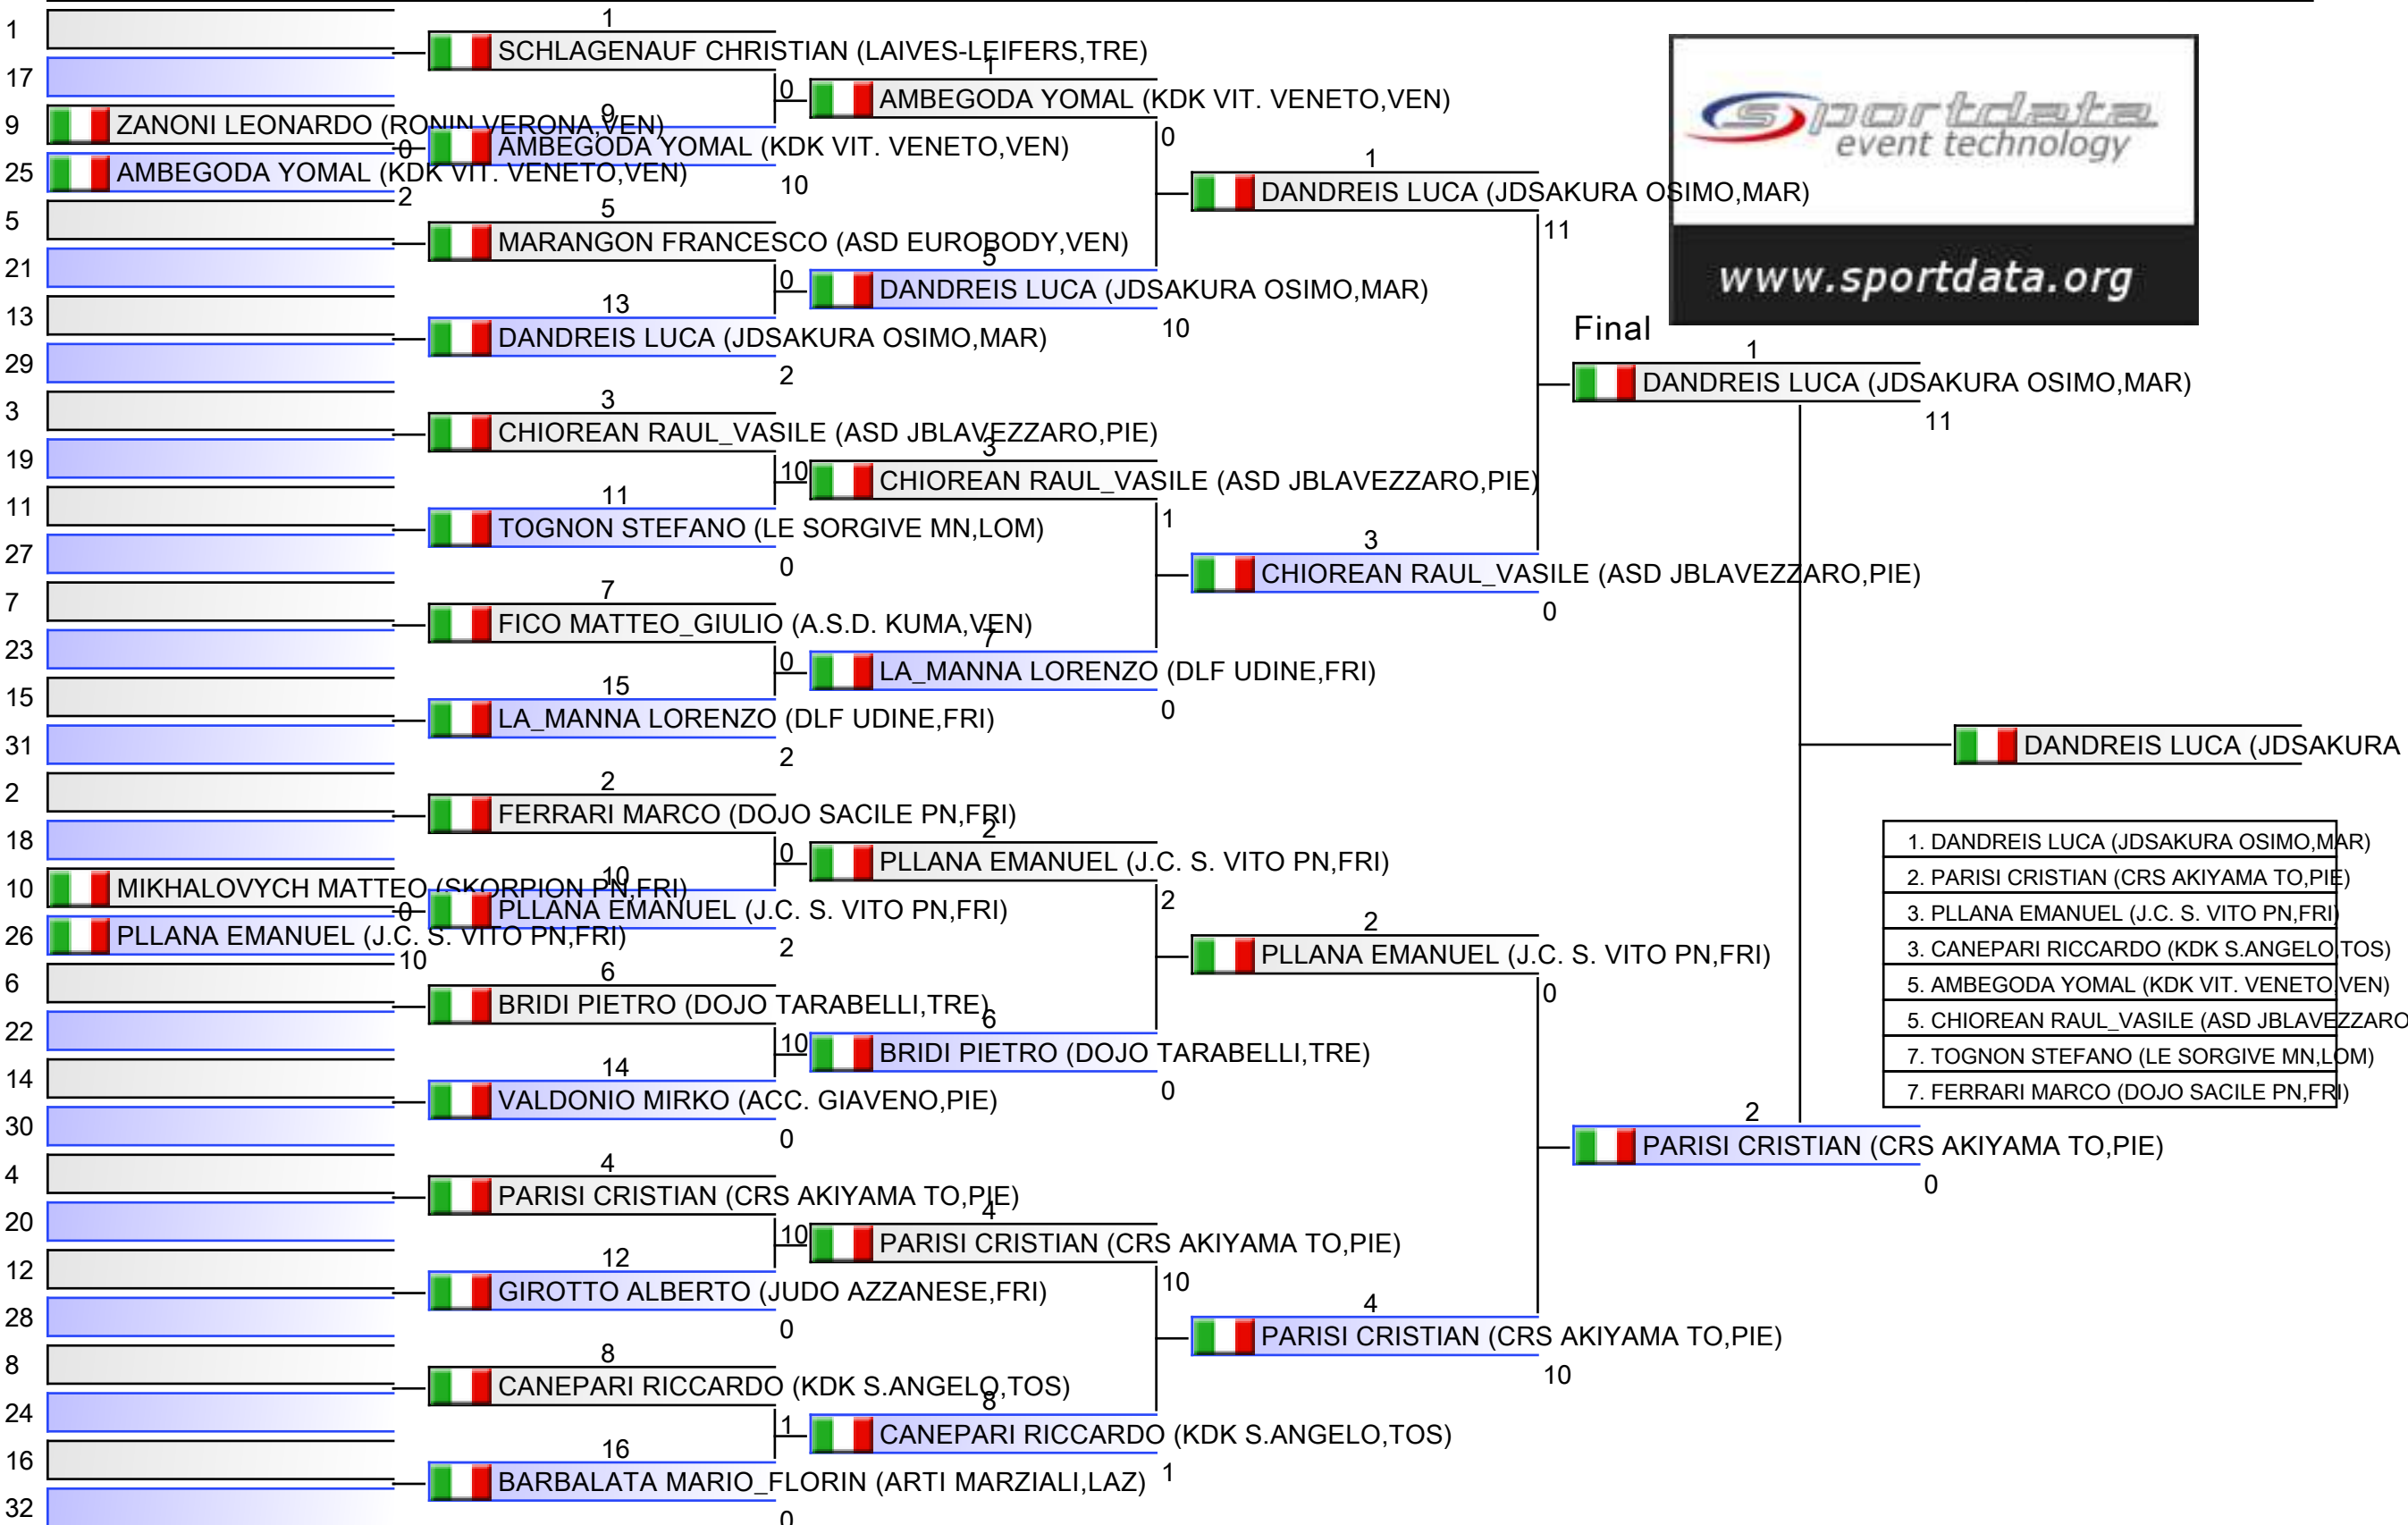 1
17
9 ZANONI LEONARDO (RONIN VERONA,VEN)
0
25 AMBEGODA YOMAL (KDK VIT. VENETO,VEN)
2
5
21
13
29
3
19
11
27
7
23
15
31
2
18
10 MIKHALOVYCH MATTEO (SKORPION PN,FRI)
0
26 PLLANA EMANUEL (J.C. S. VITO PN,FRI)
10
6
22
14
30
4
20
12
28
8
24
16
32
1
SCHLAGENAUF CHRISTIAN (LAIVES-LEIFERS,TRE)
0
9
AMBEGODA YOMAL (KDK VIT. VENETO,VEN)
10
5
MARANGON FRANCESCO (ASD EUROBODY,VEN)
0
13
DANDREIS LUCA (JDSAKURA OSIMO,MAR)
2
3
CHIOREAN RAUL_VASILE (ASD JBLAVEZZARO,PIE)
10
11
TOGNON STEFANO (LE SORGIVE MN,LOM)
0
7
FICO MATTEO_GIULIO (A.S.D. KUMA,VEN)
0
15
LA_MANNA LORENZO (DLF UDINE,FRI)
2
2
FERRARI MARCO (DOJO SACILE PN,FRI)
0
10
PLLANA EMANUEL (J.C. S. VITO PN,FRI)
2
6
BRIDI PIETRO (DOJO TARABELLI,TRE)
10
14
VALDONIO MIRKO (ACC. GIAVENO,PIE)
0
4
PARISI CRISTIAN (CRS AKIYAMA TO,PIE)
10
12
GIROTTO ALBERTO (JUDO AZZANESE,FRI)
0
8
CANEPARI RICCARDO (KDK S.ANGELO,TOS)
1
16
BARBALATA MARIO_FLORIN (ARTI MARZIALI,LAZ)
0
1
AMBEGODA YOMAL (KDK VIT. VENETO,VEN)
0
5
DANDREIS LUCA (JDSAKURA OSIMO,MAR)
10
3
CHIOREAN RAUL_VASILE (ASD JBLAVEZZARO,PIE)
1
7
LA_MANNA LORENZO (DLF UDINE,FRI)
0
2
PLLANA EMANUEL (J.C. S. VITO PN,FRI)
2
6
BRIDI PIETRO (DOJO TARABELLI,TRE)
0
4
PARISI CRISTIAN (CRS AKIYAMA TO,PIE)
10
8
CANEPARI RICCARDO (KDK S.ANGELO,TOS)
1
1
DANDREIS LUCA (JDSAKURA OSIMO,MAR)
11
3
CHIOREAN RAUL_VASILE (ASD JBLAVEZZARO,PIE)
0
2
PLLANA EMANUEL (J.C. S. VITO PN,FRI)
0
4
PARISI CRISTIAN (CRS AKIYAMA TO,PIE)
10
sportdata
event technology
www.sportdata.org
Final
1
DANDREIS LUCA (JDSAKURA OSIMO,MAR)
11
2
PARISI CRISTIAN (CRS AKIYAMA TO,PIE)
0
DANDREIS LUCA (JDSAKURA
1. DANDREIS LUCA (JDSAKURA OSIMO,MAR)
2. PARISI CRISTIAN (CRS AKIYAMA TO,PIE)
3. PLLANA EMANUEL (J.C. S. VITO PN,FRI)
3. CANEPARI RICCARDO (KDK S.ANGELO,TOS)
5. AMBEGODA YOMAL (KDK VIT. VENETO,VEN)
5. CHIOREAN RAUL_VASILE (ASD JBLAVEZZARO
7. TOGNON STEFANO (LE SORGIVE MN,LOM)
7. FERRARI MARCO (DOJO SACILE PN,FRI)